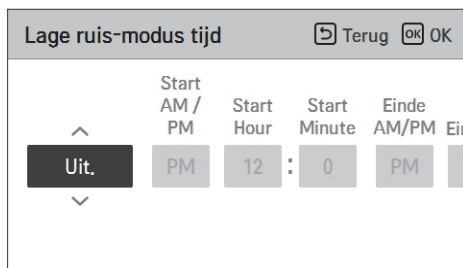 Lage ruis-modus tijd Terug OK OK
Start AM / PM Start Hour Start Minute Einde AM/PM
Uit. PM 12 : 0 PM